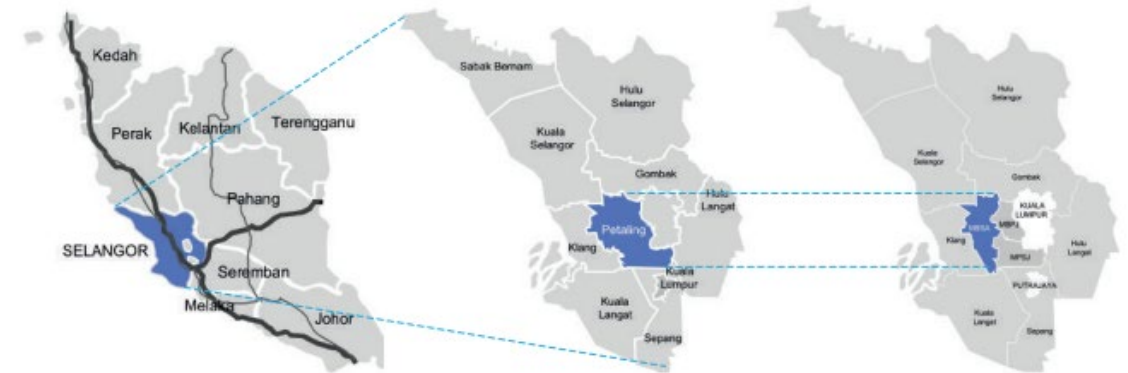 Kedah
Perak
Kelantan
Terengganu
Pahang
SELANGOR
Seremban
Melaka
Johor
Sabak Bernam
Hulu
Selangor
Kuala
Selangor
Gombak
Hulu
Langat
Petaling
Klang
Kuala
Lumpur
Kuala
Langat
Sepang
Hulu
Selangor
Kuala
Selangor
Gombak
KUALA
LUMPUR
MBSA
MBPJ
Klang
Hulu
Langat
MPSJ
PUTRAJAYA
Kuala
Langat
Sepang